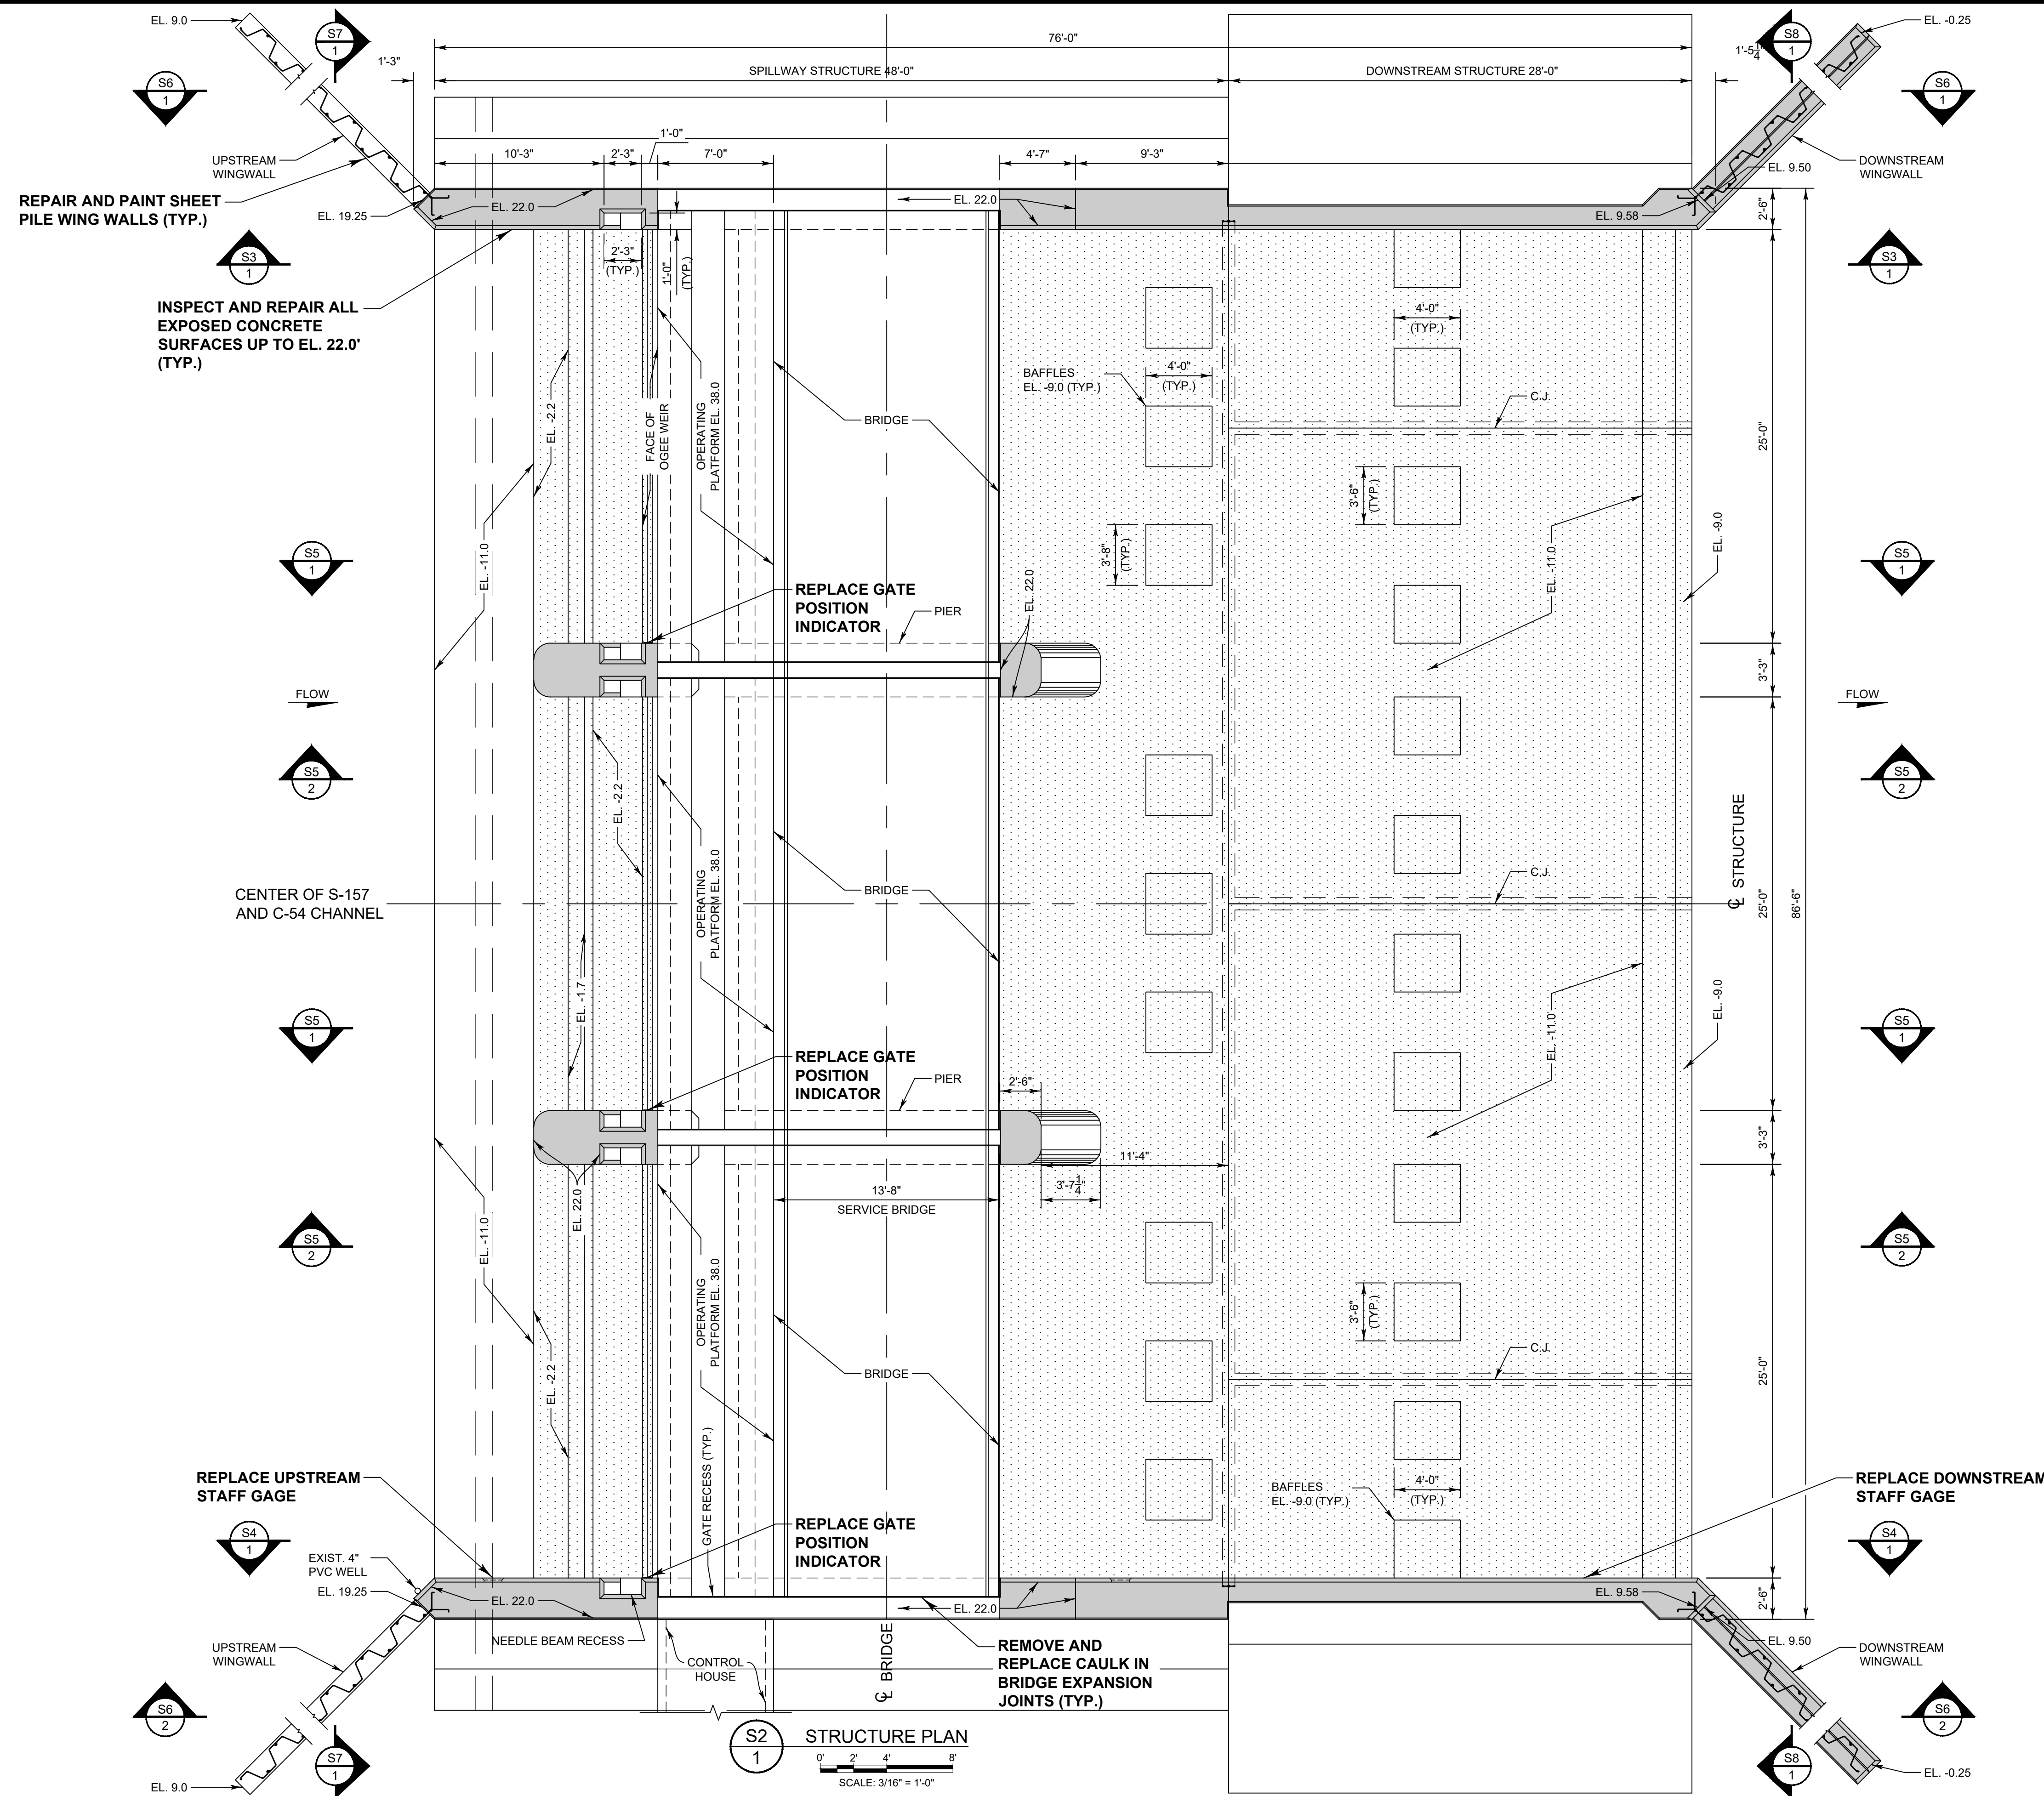 EL. 9.0
S7
1
76'-0"
S8
1
EL. -0.25
1'-3"
1'-5 1/4"
SPILLWAY STRUCTURE 48'-0"
DOWNSTREAM STRUCTURE 28'-0"
S6
1
S6
1
1'-0"
10'-3"
2'-3"
7'-0"
4'-7"
9'-3"
UPSTREAM
WINGWALL
DOWNSTREAM
WINGWALL
EL. 9.50
REPAIR AND PAINT SHEET
PILE WING WALLS (TYP.)
EL. 19.25
EL. 22.0
EL. 22.0
EL. 9.58
2'-6"
S3
1
2'-3"
(TYP.)
1'-0"
(TYP.)
S3
1
INSPECT AND REPAIR ALL
EXPOSED CONCRETE
SURFACES UP TO EL. 22.0'
(TYP.)
4'-0"
(TYP.)
BAFFLES
EL. -9.0 (TYP.)
4'-0"
(TYP.)
C.J.
EL. -2.2
FACE OF
OGEE WEIR
OPERATING
PLATFORM EL. 38.0
BRIDGE
25'-0"
3'-6"
(TYP.)
EL. -11.0
3'-8"
(TYP.)
EL. -11.0
EL. -9.0
S5
1
S5
1
REPLACE GATE
POSITION
INDICATOR
PIER
EL. 22.0
3'-3"
FLOW
FLOW
S5
2
S5
2
EL. -2.2
CENTER OF S-157
AND C-54 CHANNEL
OPERATING
PLATFORM EL. 38.0
BRIDGE
C.J.
℄ STRUCTURE
25'-0"
86'-6"
EL. -1.7
EL. -11.0
EL. -9.0
S5
1
S5
1
REPLACE GATE
POSITION
INDICATOR
PIER
2'-6"
3'-3"
11'-4"
3'-7 1/4"
13'-8"
SERVICE BRIDGE
EL. 22.0
EL. -11.0
S5
2
S5
2
OPERATING
PLATFORM EL. 38.0
3'-6"
(TYP.)
BRIDGE
C.J.
EL. -2.2
25'-0"
GATE RECESS (TYP.)
REPLACE UPSTREAM
STAFF GAGE
BAFFLES
EL. -9.0 (TYP.)
4'-0"
(TYP.)
REPLACE DOWNSTREAM
STAFF GAGE
S4
1
REPLACE GATE
POSITION
INDICATOR
S4
1
EXIST. 4"
PVC WELL
EL. 19.25
EL. 22.0
EL. 22.0
EL. 9.58
2'-6"
NEEDLE BEAM RECESS
UPSTREAM
WINGWALL
CONTROL
HOUSE
℄ BRIDGE
REMOVE AND
REPLACE CAULK IN
BRIDGE EXPANSION
JOINTS (TYP.)
EL. 9.50
DOWNSTREAM
WINGWALL
S6
2
S6
2
S2
1
STRUCTURE PLAN
0' 2' 4' 8'
SCALE: 3/16" = 1'-0"
S7
1
S8
1
EL. 9.0
EL. -0.25